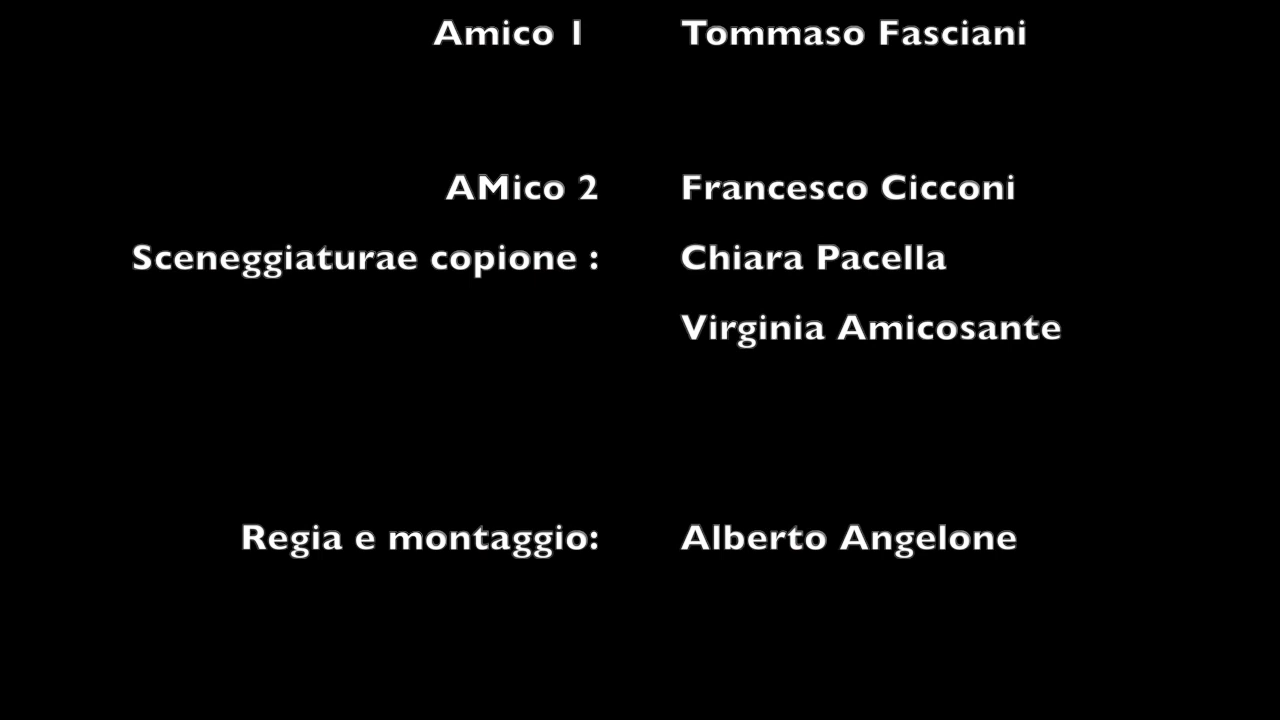 Amico 1 Tommaso Fasciani
AMico 2 Francesco Cicconi
Sceneggiaturae copione : Chiara Pacella
Virginia Amicosante
Regia e montaggio: Alberto Angelone